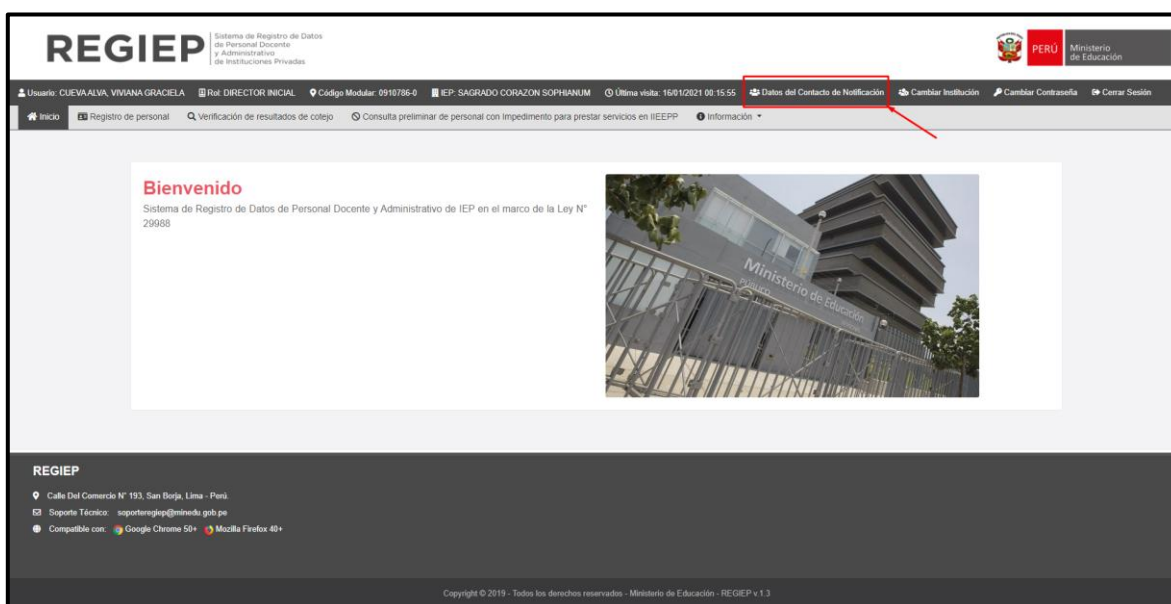 REGIEP
Sistema de Registro de Datos
de Personal Docente
y Administrativo
de Instituciones Privadas
PERÚ
Ministerio
de Educación
Usuario: CUEVA ALVA, VIVIANA GRACIELA Rol: DIRECTOR INICIAL Código Modular: 0910786-0 IEP: SAGRADO CORAZON SOPHIANUM Última visita: 16/01/2021 00:15:55 Datos del Contacto de Notificación Cambiar Institución Cambiar Contraseña Cerrar Sesión
Inicio Registro de personal Verificación de resultados de cotejo Consulta preliminar de personal con Impedimento para prestar servicios en IIEEPP Información
Bienvenido
Sistema de Registro de Datos de Personal Docente y Administrativo de IEP en el marco de la Ley N°
29988
Ministerio de Educación
REGIEP
Calle Del Comercio N° 193, San Borja, Lima - Perú.
Soporte Técnico: soporteregiep@minedu.gob.pe
Compatible con: Google Chrome 50+ Mozilla Firefox 40+
Copyright © 2019 - Todos los derechos reservados - Ministerio de Educación - REGIEP v.1.3